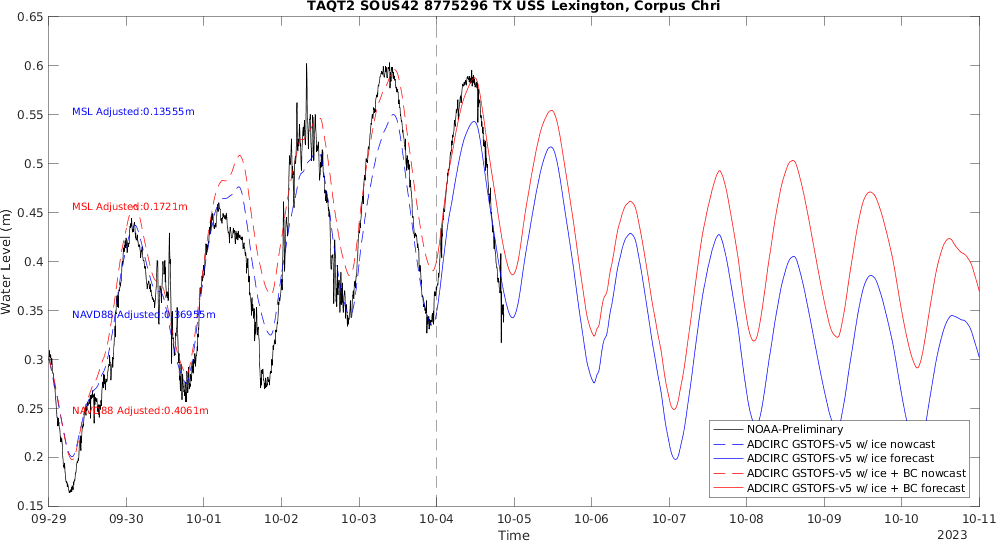 TAQT2 SOUS42 8775296 TX USS Lexington, Corpus Chri
0.65
0.6
0.55
0.5
0.45
0.4
0.35
0.3
0.25
0.2
0.15
Water Level (m)
MSL Adjusted:0.13555m
MSL Adjusted:0.1721m
NAVD88 Adjusted:0.36955m
NAVD88 Adjusted:0.4061m
NOAA-Preliminary
ADCIRC GSTOFS-v5 w/ ice nowcast
ADCIRC GSTOFS-v5 w/ ice forecast
ADCIRC GSTOFS-v5 w/ ice + BC nowcast
ADCIRC GSTOFS-v5 w/ ice + BC forecast
09-29 09-30 10-01 10-02 10-03 10-04 10-05 10-06 10-07 10-08 10-09 10-10 10-11
Time
2023